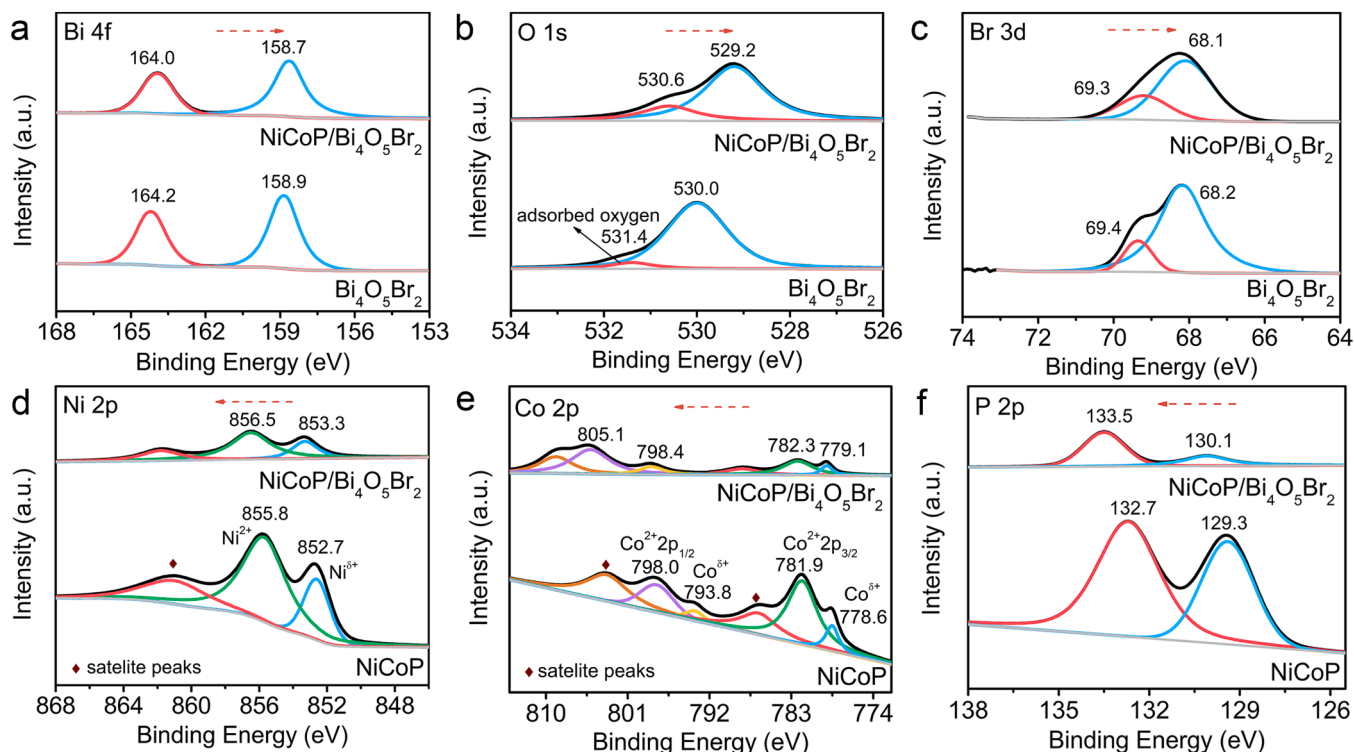 a
Bi 4f
164.0
158.7
NiCoP/Bi₄O₅Br₂
164.2
158.9
Bi₄O₅Br₂
Intensity (a.u.)
168 165 162 159 156 153
Binding Energy (eV)
b
O 1s
529.2
530.6
NiCoP/Bi₄O₅Br₂
530.0
adsorbed oxygen
531.4
Bi₄O₅Br₂
Intensity (a.u.)
534 532 530 528 526
Binding Energy (eV)
c
Br 3d
68.1
69.3
NiCoP/Bi₄O₅Br₂
68.2
69.4
Bi₄O₅Br₂
Intensity (a.u.)
74 72 70 68 66 64
Binding Energy (eV)
d
Ni 2p
856.5
853.3
NiCoP/Bi₄O₅Br₂
855.8
Ni²⁺
852.7
Niᵟ⁺
♦ satelite peaks
NiCoP
Intensity (a.u.)
868 864 860 856 852 848
Binding Energy (eV)
e
Co 2p
805.1
798.4
782.3
779.1
NiCoP/Bi₄O₅Br₂
Co²⁺2p₁/₂
798.0
Coᵟ⁺
793.8
Co²⁺2p₃/₂
781.9
Coᵟ⁺
778.6
♦ satelite peaks
NiCoP
Intensity (a.u.)
810 801 792 783 774
Binding Energy (eV)
f
P 2p
133.5
130.1
NiCoP/Bi₄O₅Br₂
132.7
129.3
NiCoP
Intensity (a.u.)
138 135 132 129 126
Binding Energy (eV)